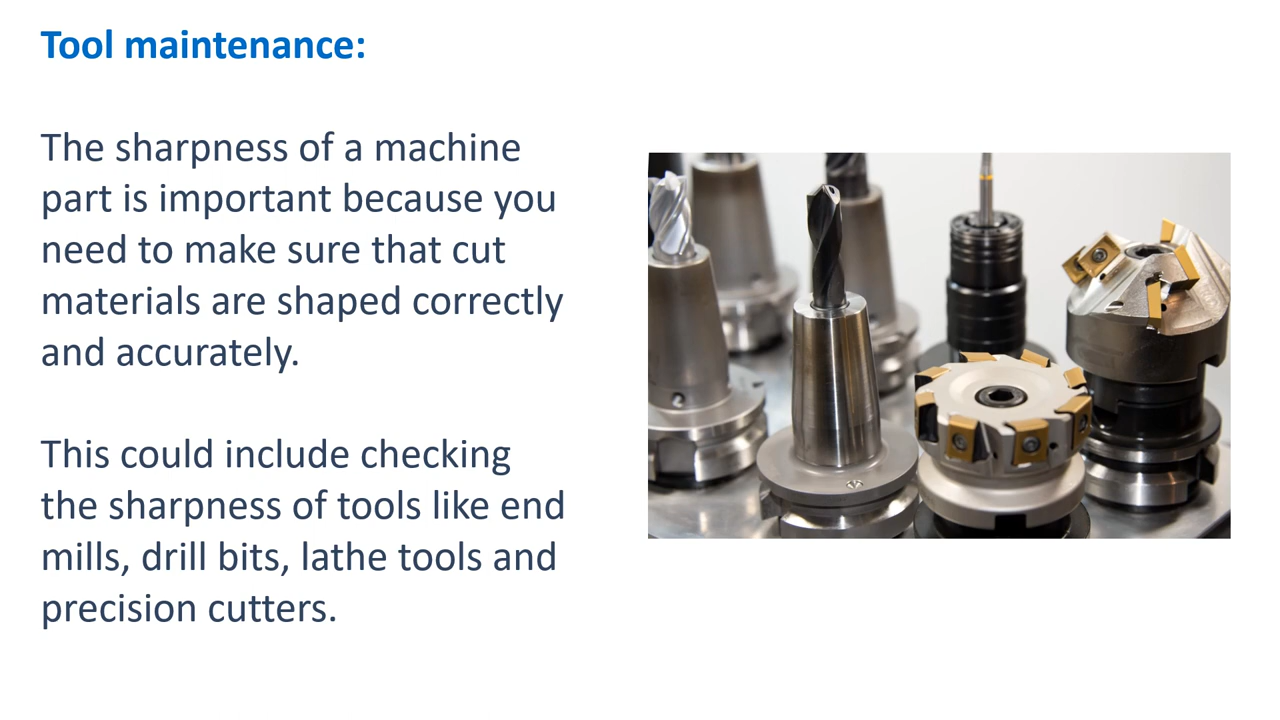 Tool maintenance:
The sharpness of a machine
part is important because you
need to make sure that cut
materials are shaped correctly
and accurately.
This could include checking
the sharpness of tools like end
mills, drill bits, lathe tools and
precision cutters.